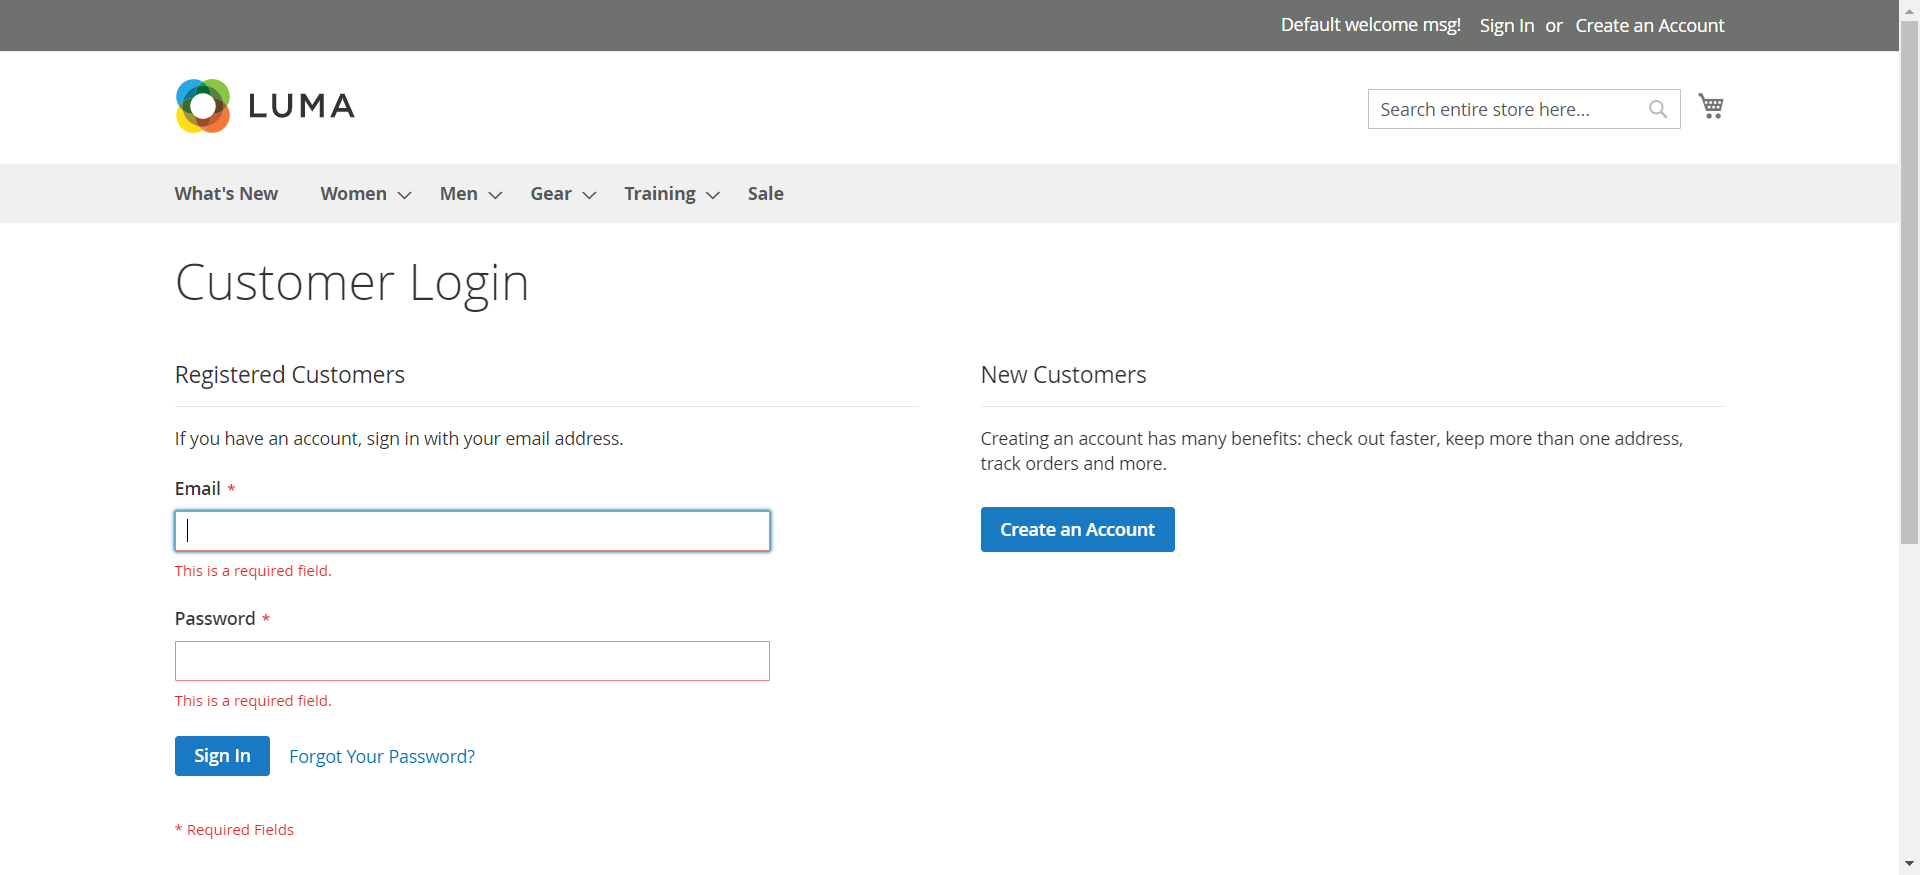 Default welcome msg! Sign In or Create an Account
LUMA
Search entire store here...
What's New Women Men Gear Training Sale
Customer Login
Registered Customers
If you have an account, sign in with your email address.
Email *
This is a required field.
Password *
This is a required field.
Sign In Forgot Your Password?
* Required Fields
New Customers
Creating an account has many benefits: check out faster, keep more than one address,
track orders and more.
Create an Account